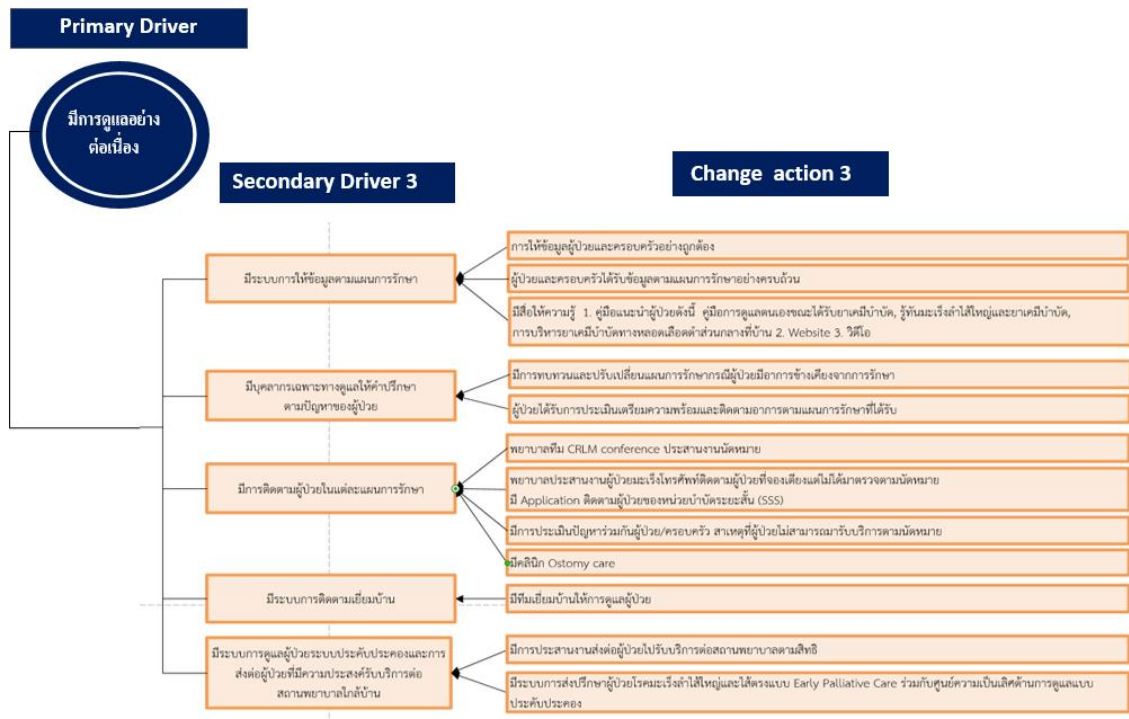 Primary Driver
มีการดูแลอย่าง
ต่อเนื่อง
Secondary Driver 3
Change action 3
มีระบบการให้ข้อมูลตามแผนการรักษา
การให้ข้อมูลผู้ป่วยและครอบครัวอย่างถูกต้อง
ผู้ป่วยและครอบครัวได้รับข้อมูลตามแผนการรักษาอย่างครบถ้วน
มีสื่อให้ความรู้ 1. คู่มือแนะนำผู้ป่วยดังนี้ คู่มือการดูแลตนเองขณะได้รับยาเคมีบำบัด, รู้ทันมะเร็งลำไส้ใหญ่และยาเคมีบำบัด,
การบริหารยาเคมีบำบัดทางหลอดเลือดดำส่วนกลางที่บ้าน 2. Website 3. วิดีโอ
มีบุคลากรเฉพาะทางดูแลให้คำปรึกษา
ตามปัญหาของผู้ป่วย
มีการทบทวนและปรับเปลี่ยนแผนการรักษากรณีผู้ป่วยมีอาการข้างเคียงจากการรักษา
ผู้ป่วยได้รับการประเมินเตรียมความพร้อมและติดตามอาการตามแผนการรักษาที่ได้รับ
มีการติดตามผู้ป่วยในแต่ละแผนการรักษา
พยาบาลทีม CRLM conference ประสานงานนัดหมาย
พยาบาลประสานงานผู้ป่วยมะเร็งโทรศัพท์ติดตามผู้ป่วยที่จองเตียงแต่ไม่ได้มาตรวจตามนัดหมาย
มี Application ติดตามผู้ป่วยของหน่วยบำบัดระยะสั้น (SSS)
มีการประเมินปัญหาร่วมกันผู้ป่วย/ครอบครัว สาเหตุที่ผู้ป่วยไม่สามารถมารับบริการตามนัดหมาย
มีคลินิก Ostomy care
มีระบบการติดตามเยี่ยมบ้าน
มีทีมเยี่ยมบ้านให้การดูแลผู้ป่วย
มีระบบการดูแลผู้ป่วยระบบประคับประคองและการ
ส่งต่อผู้ป่วยที่มีความประสงค์รับบริการต่อ
สถานพยาบาลใกล้บ้าน
มีการประสานงานส่งต่อผู้ป่วยไปรับบริการต่อสถานพยาบาลตามสิทธิ
มีระบบการส่งปรึกษาผู้ป่วยโรคมะเร็งลำไส้ใหญ่และไส้ตรงแบบ Early Palliative Care ร่วมกับศูนย์ความเป็นเลิศด้านการดูแลแบบ
ประคับประคอง